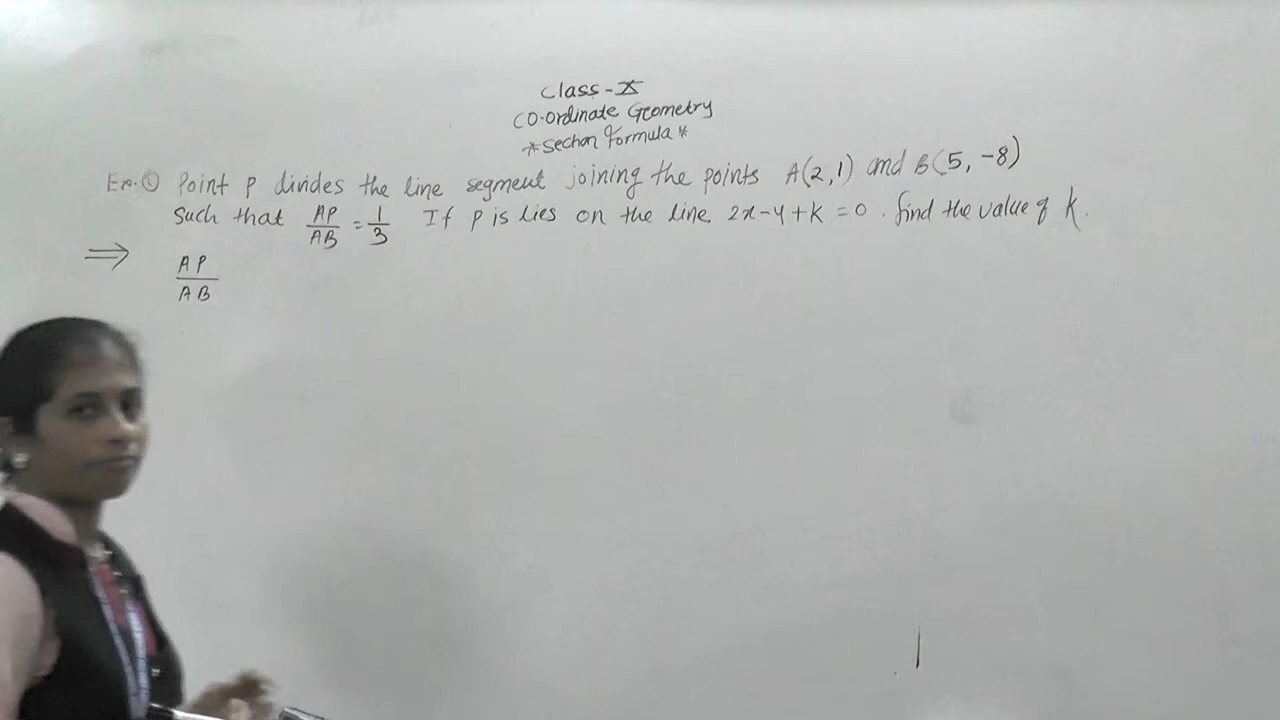 Class-X
CO-ordinate Geometry
*Section formula*
Ex.① Point P divides the line segment joining the points A(2,1) and B(5,-8)
Such that AP/AB = 1/3 If P is lies on the line 2x-y+k=0. find the value of k.
⇒ AP/AB